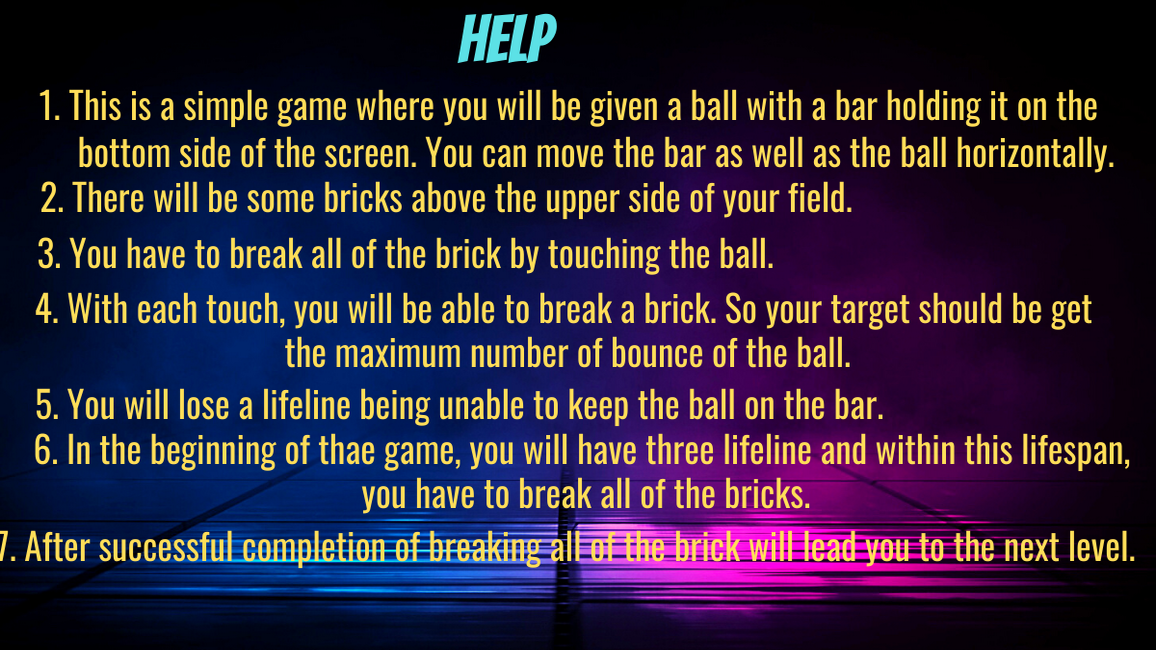 HELP
1. This is a simple game where you will be given a ball with a bar holding it on the
bottom side of the screen. You can move the bar as well as the ball horizontally.
2. There will be some bricks above the upper side of your field.
3. You have to break all of the brick by touching the ball.
4. With each touch, you will be able to break a brick. So your target should be get
the maximum number of bounce of the ball.
5. You will lose a lifeline being unable to keep the ball on the bar.
6. In the beginning of thae game, you will have three lifeline and within this lifespan,
you have to break all of the bricks.
7. After successful completion of breaking all of the brick will lead you to the next level.